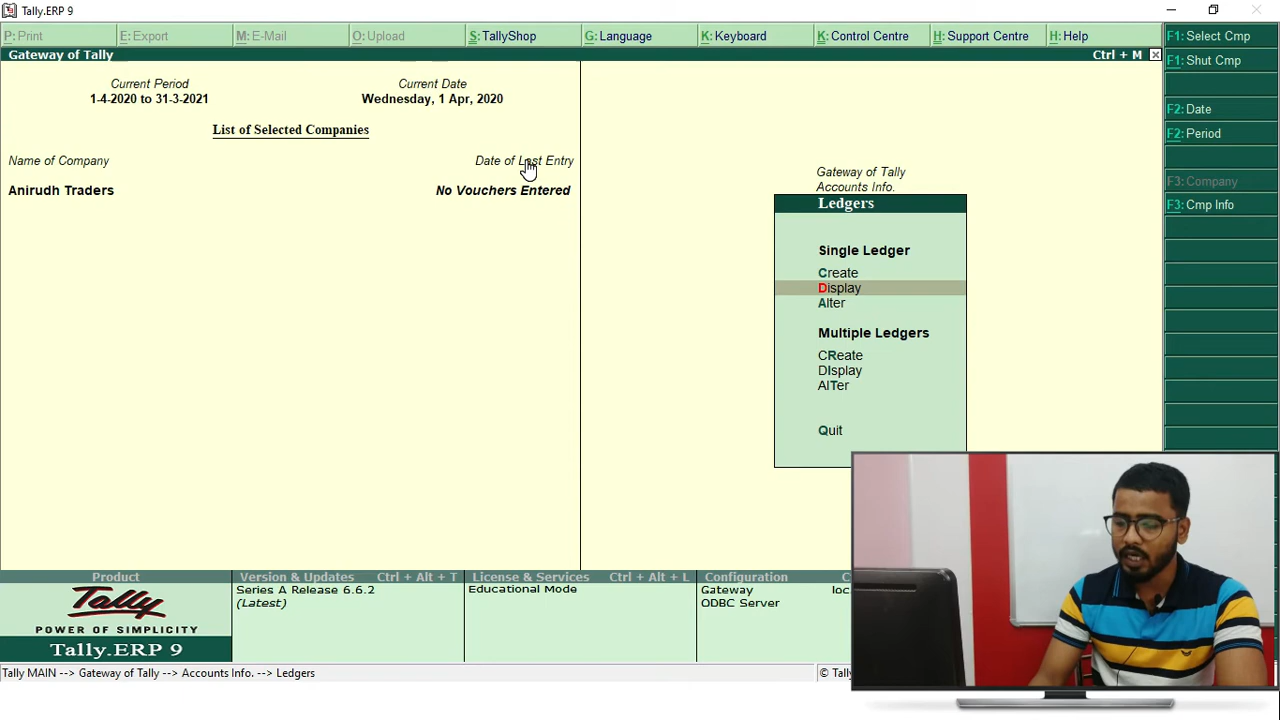 Tally.ERP 9
P: Print
E: Export
M: E-Mail
O: Upload
S: TallyShop
G: Language
K: Keyboard
K: Control Centre
H: Support Centre
H: Help
Gateway of Tally
Ctrl + M
Current Period
Current Date
1-4-2020 to 31-3-2021
Wednesday, 1 Apr, 2020
List of Selected Companies
Name of Company
Date of Last Entry
Anirudh Traders
No Vouchers Entered
Gateway of Tally
Accounts Info.
Ledgers
Single Ledger
Create
Display
Alter
Multiple Ledgers
CReate
DIsplay
AlTer
Quit
F1: Select Cmp
F1: Shut Cmp
F2: Date
F2: Period
F3: Company
F3: Cmp Info
Product
Tally
POWER OF SIMPLICITY
Tally.ERP 9
Version & Updates
Ctrl + Alt + T
Series A Release 6.6.2
(Latest)
License & Services
Ctrl + Alt + L
Educational Mode
Configuration
Gateway
ODBC Server
Tally MAIN --> Gateway of Tally --> Accounts Info. --> Ledgers